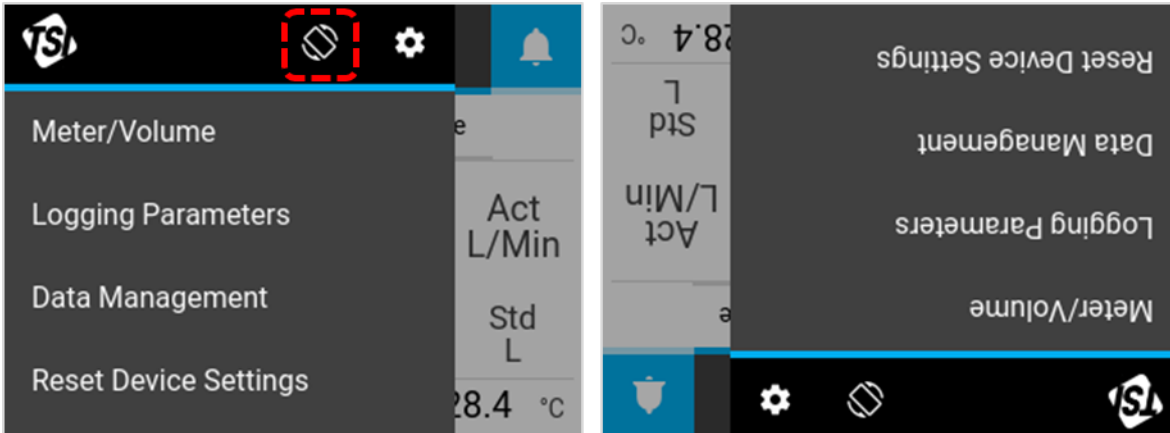 TSI
Meter/Volume
Logging Parameters
Data Management
Reset Device Settings
e
Act
L/Min
Std
L
28.4 °C
TSI
Meter/Volume
Logging Parameters
Data Management
Reset Device Settings
e
Act
L/Min
Std
L
28.4 °C